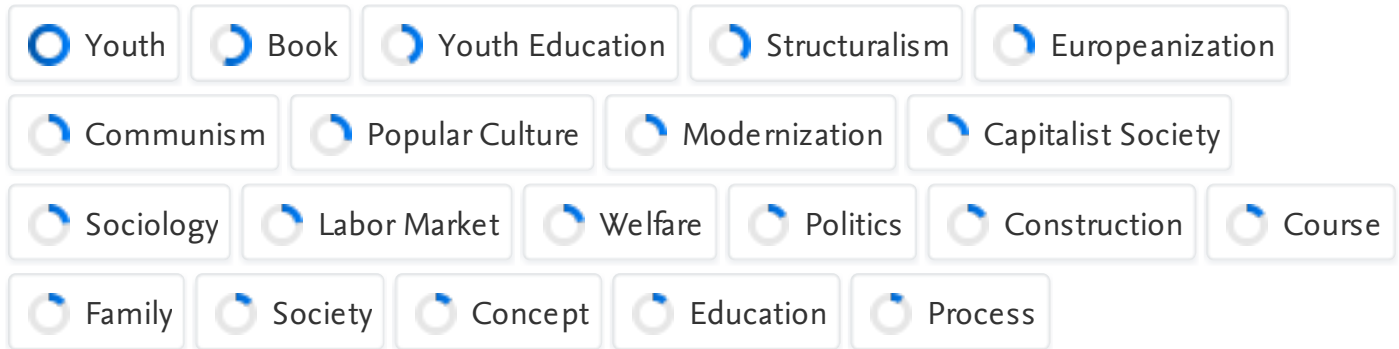 Youth Book Youth Education Structuralism Europeanization
Communism Popular Culture Modernization Capitalist Society
Sociology Labor Market Welfare Politics Construction Course
Family Society Concept Education Process